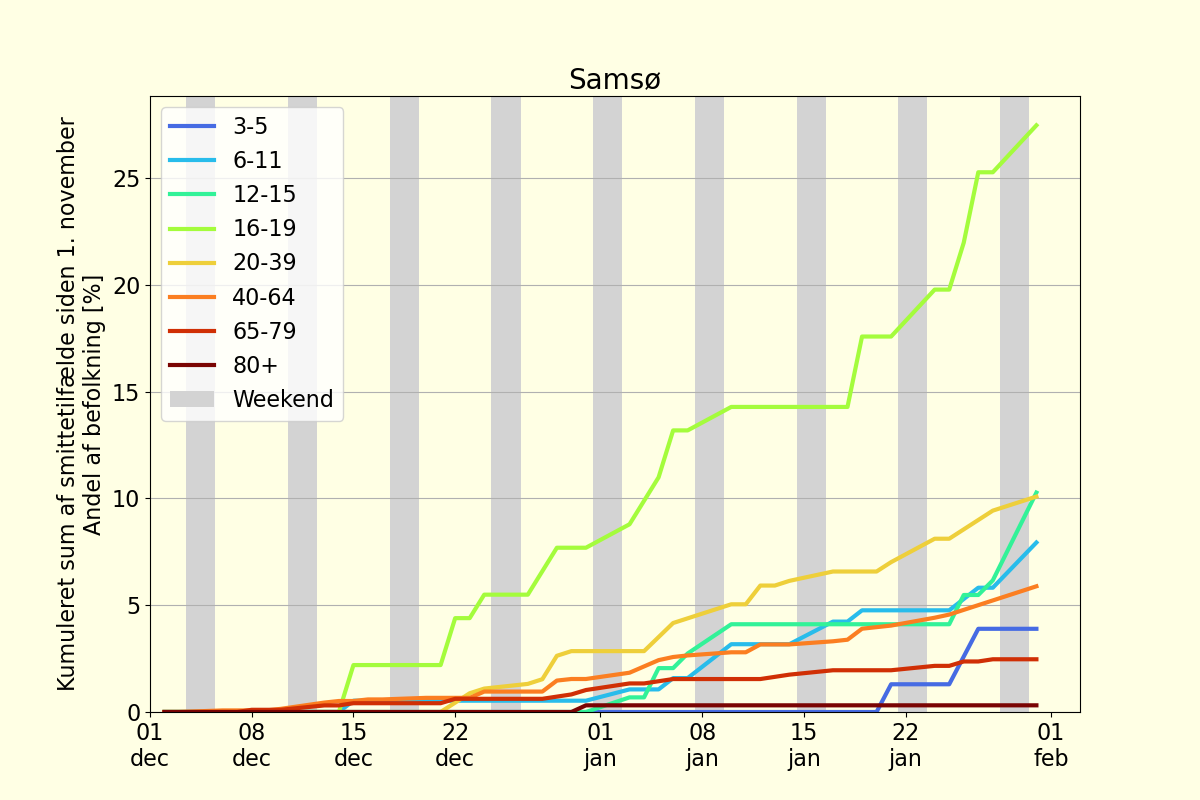 Samsø
Kumuleret sum af smittetilfælde siden 1. november
Andel af befolkning [%]
25
20
15
10
5
0
3-5
6-11
12-15
16-19
20-39
40-64
65-79
80+
Weekend
01 08 15 22 01 08 15 22 01
dec dec dec dec jan jan jan jan feb